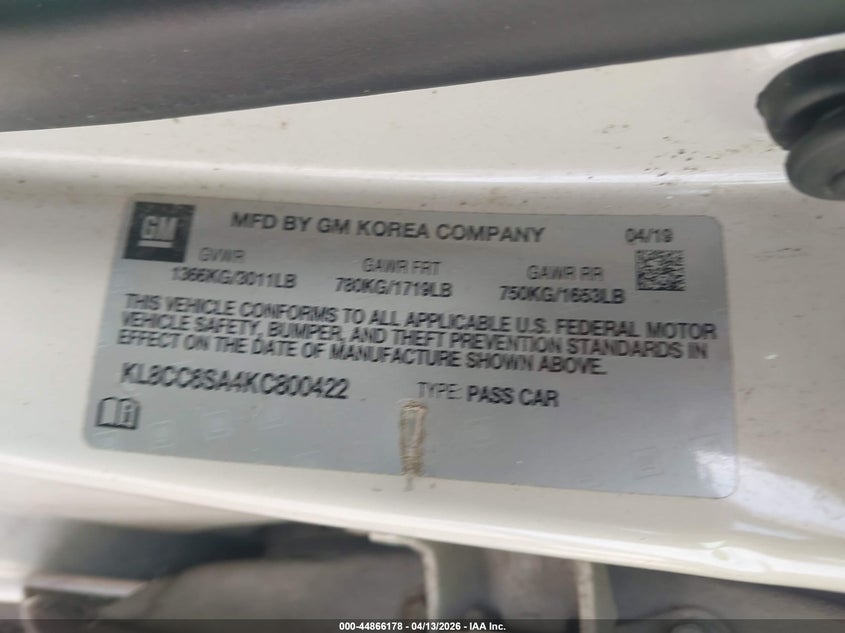 GM
MFD BY GM KOREA COMPANY 04/19
GVWR GAWR FRT GAWR RR
1366KG/3011LB 780KG/1719LB 750KG/1653LB
THIS VEHICLE CONFORMS TO ALL APPLICABLE U.S. FEDERAL MOTOR
VEHICLE SAFETY, BUMPER, AND THEFT PREVENTION STANDARDS IN
EFFECT ON THE DATE OF MANUFACTURE SHOWN ABOVE.
KL8CC6SA4KC800422 TYPE: PASS CAR
000-44866178 - 04/13/2026 - IAA Inc.